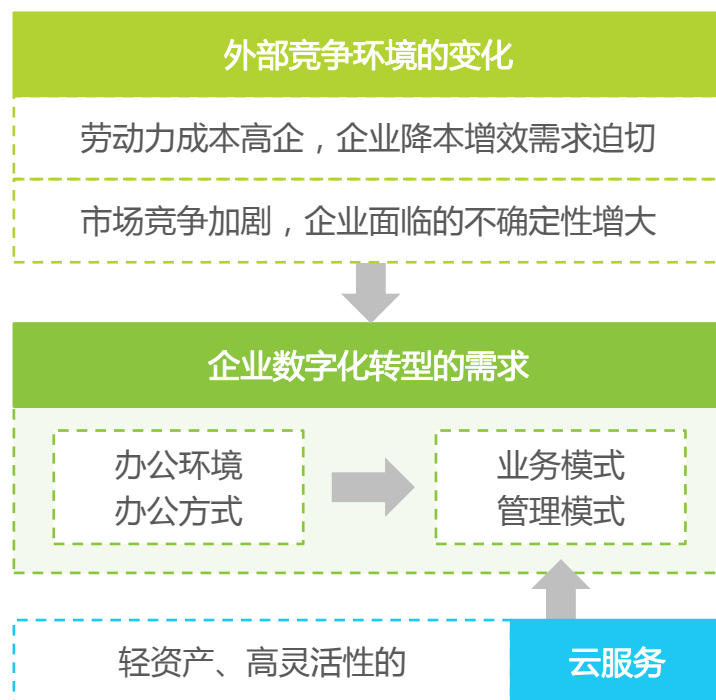 外部竞争环境的变化
劳动力成本高企，企业降本增效需求迫切
市场竞争加剧，企业面临的不确定性增大
企业数字化转型的需求
办公环境
办公方式
业务模式
管理模式
轻资产、高灵活性的
云服务